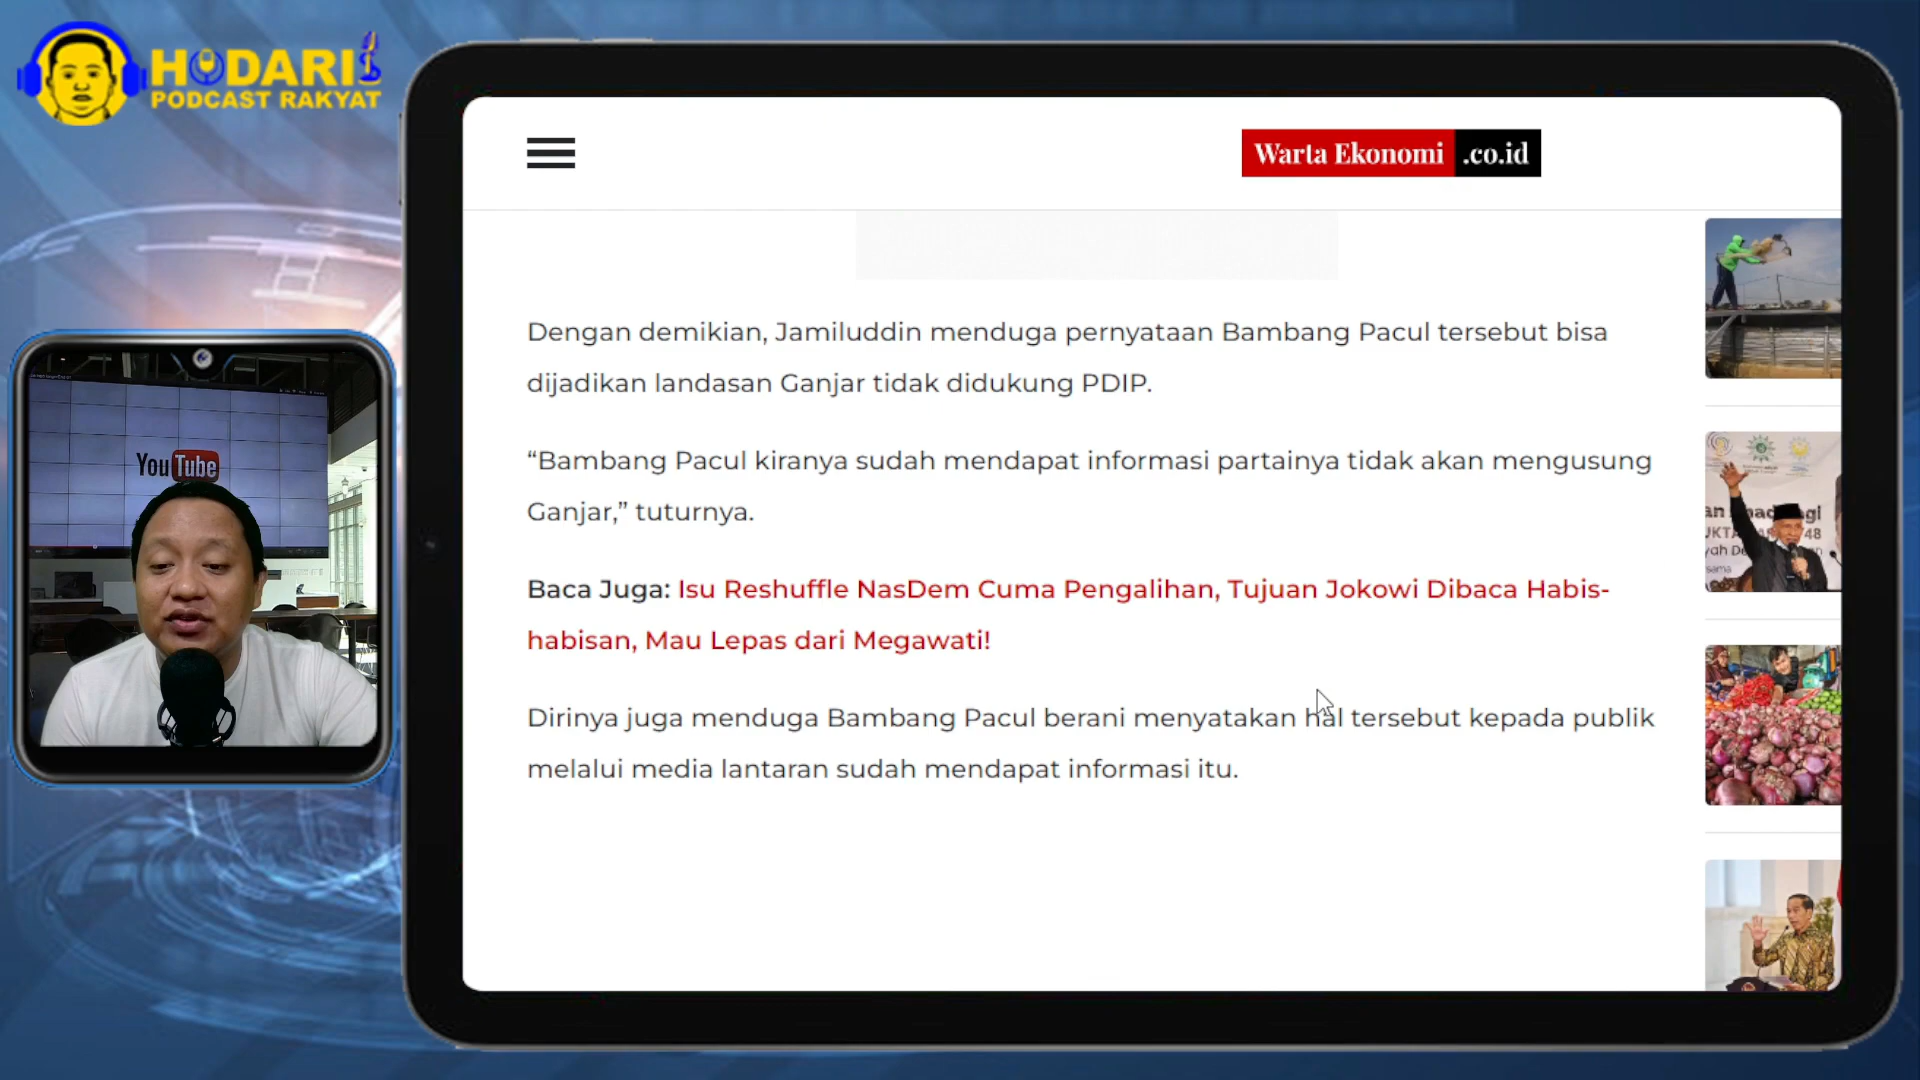 HODARI
PODCAST RAKYAT
Warta Ekonomi .co.id
Dengan demikian, Jamiluddin menduga pernyataan Bambang Pacul tersebut bisa
dijadikan landasan Ganjar tidak didukung PDIP.
“Bambang Pacul kiranya sudah mendapat informasi partainya tidak akan mengusung
Ganjar,” tuturnya.
Baca Juga: Isu Reshuffle NasDem Cuma Pengalihan, Tujuan Jokowi Dibaca Habis-
habisan, Mau Lepas dari Megawati!
Dirinya juga menduga Bambang Pacul berani menyatakan hal tersebut kepada publik
melalui media lantaran sudah mendapat informasi itu.
YouTube